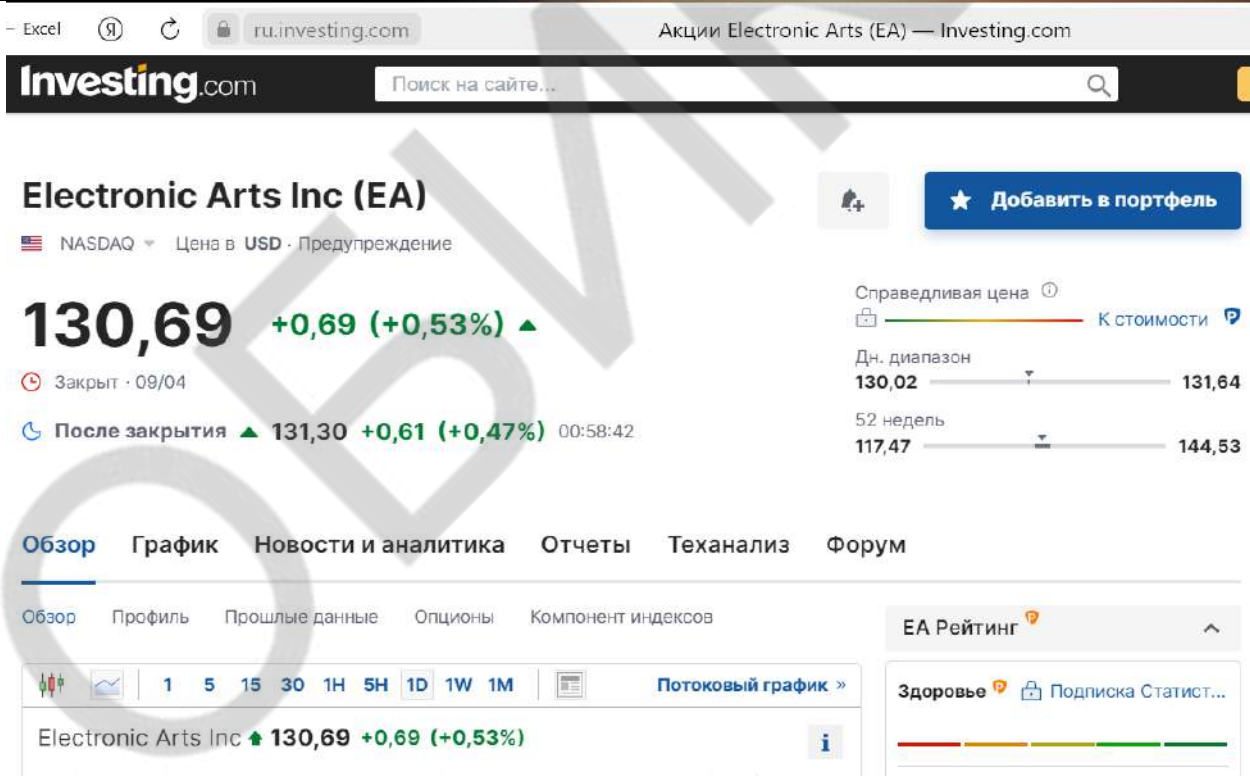 – Excel Я ru.investing.com Акции Electronic Arts (EA) — Investing.com
Investing.com Поиск на сайте...
Electronic Arts Inc (EA)
Добавить в портфель
NASDAQ Цена в USD · Предупреждение
130,69 +0,69 (+0,53%)
Справедливая цена
К стоимости
Закрыт · 09/04
Дн. диапазон
130,02 131,64
После закрытия 131,30 +0,61 (+0,47%) 00:58:42
52 недель
117,47 144,53
Обзор График Новости и аналитика Отчеты Теханализ Форум
Обзор Профиль Прошлые данные Опционы Компонент индексов
EA Рейтинг
1 5 15 30 1H 5H 1D 1W 1M Потоковый график »
Здоровье Подписка Статист...
Electronic Arts Inc 130,69 +0,69 (+0,53%) i